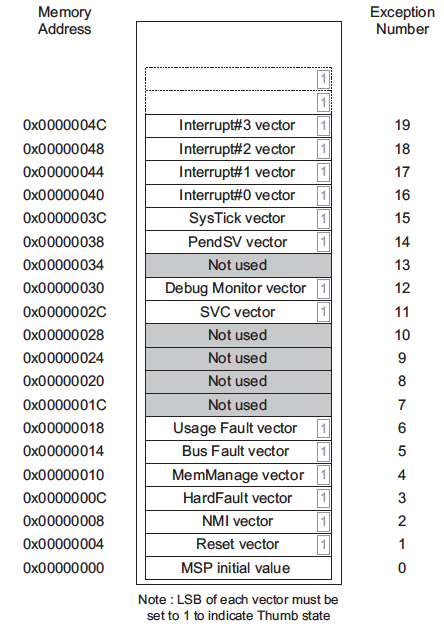 Memory Address
Exception Number
1
1
0x0000004C Interrupt#3 vector 1 19
0x00000048 Interrupt#2 vector 1 18
0x00000044 Interrupt#1 vector 1 17
0x00000040 Interrupt#0 vector 1 16
0x0000003C SysTick vector 1 15
0x00000038 PendSV vector 1 14
0x00000034 Not used 13
0x00000030 Debug Monitor vector 1 12
0x0000002C SVC vector 1 11
0x00000028 Not used 10
0x00000024 Not used 9
0x00000020 Not used 8
0x0000001C Not used 7
0x00000018 Usage Fault vector 1 6
0x00000014 Bus Fault vector 1 5
0x00000010 MemManage vector 1 4
0x0000000C HardFault vector 1 3
0x00000008 NMI vector 1 2
0x00000004 Reset vector 1 1
0x00000000 MSP initial value 0
Note : LSB of each vector must be
set to 1 to indicate Thumb state